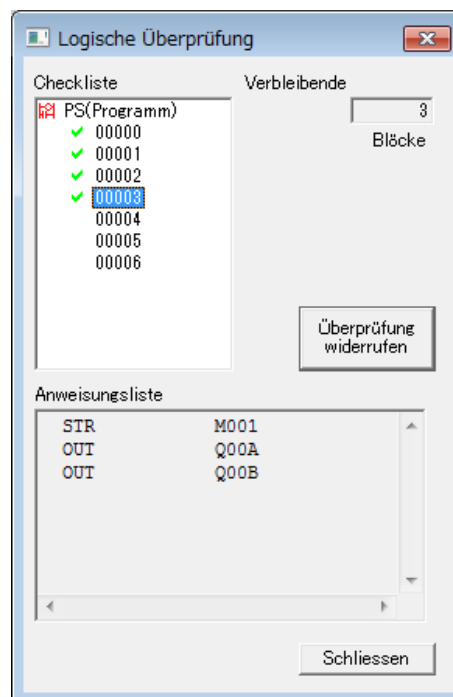 Logische Überprüfung
Checkliste
Verbleibende
PS(Programm)
00000
00001
00002
00003
00004
00005
00006
3
Blöcke
Überprüfung
widerrufen
Anweisungsliste
STR M001
OUT Q00A
OUT Q00B
Schliessen